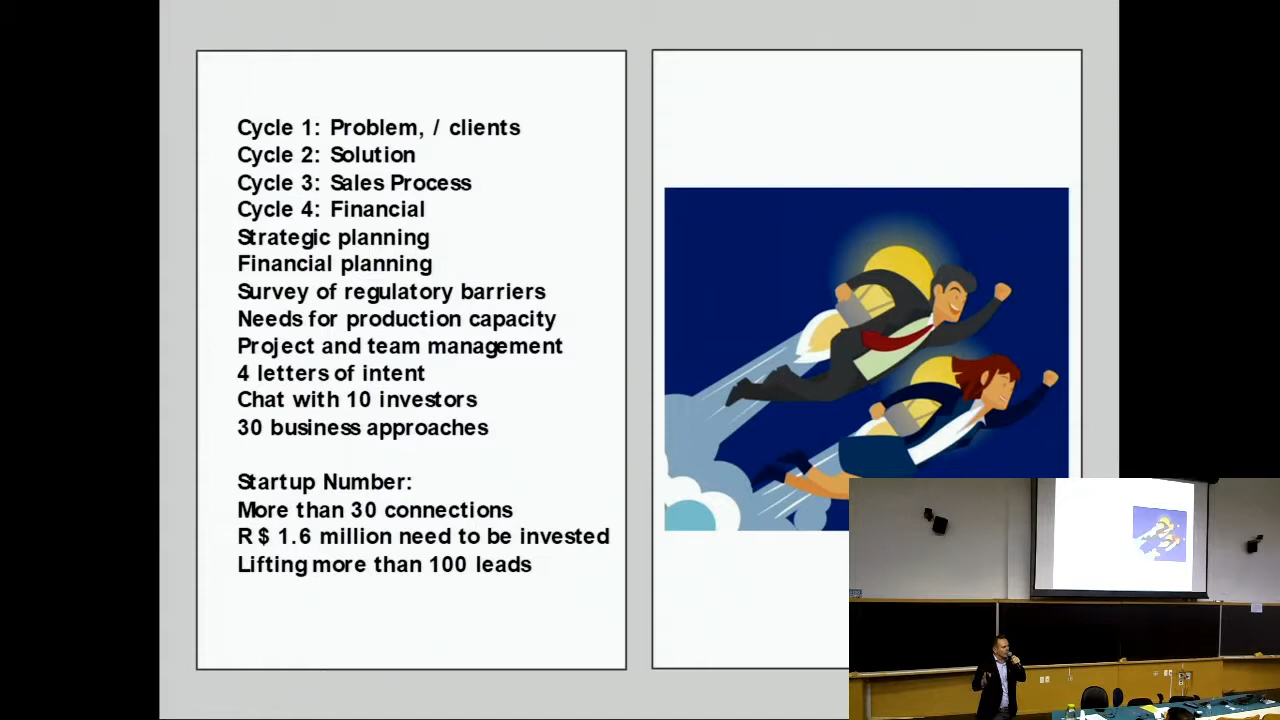 Cycle 1: Problem, / clients
Cycle 2: Solution
Cycle 3: Sales Process
Cycle 4: Financial
Strategic planning
Financial planning
Survey of regulatory barriers
Needs for production capacity
Project and team management
4 letters of intent
Chat with 10 investors
30 business approaches
Startup Number:
More than 30 connections
R$ 1.6 million need to be invested
Lifting more than 100 leads